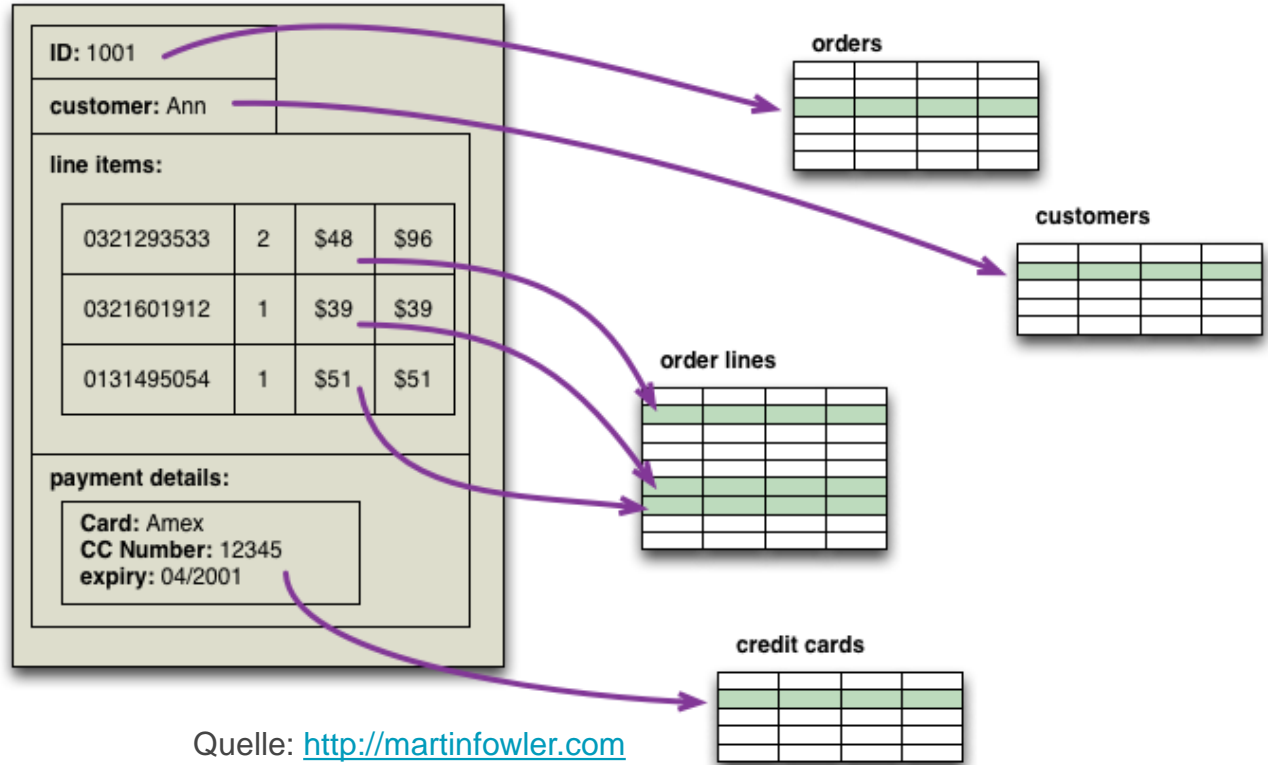 ID: 1001
customer: Ann
line items:
0321293533 2 $48 $96
0321601912 1 $39 $39
0131495054 1 $51 $51
payment details:
Card: Amex
CC Number: 12345
expiry: 04/2001
orders
customers
order lines
credit cards
Quelle: http://martinfowler.com